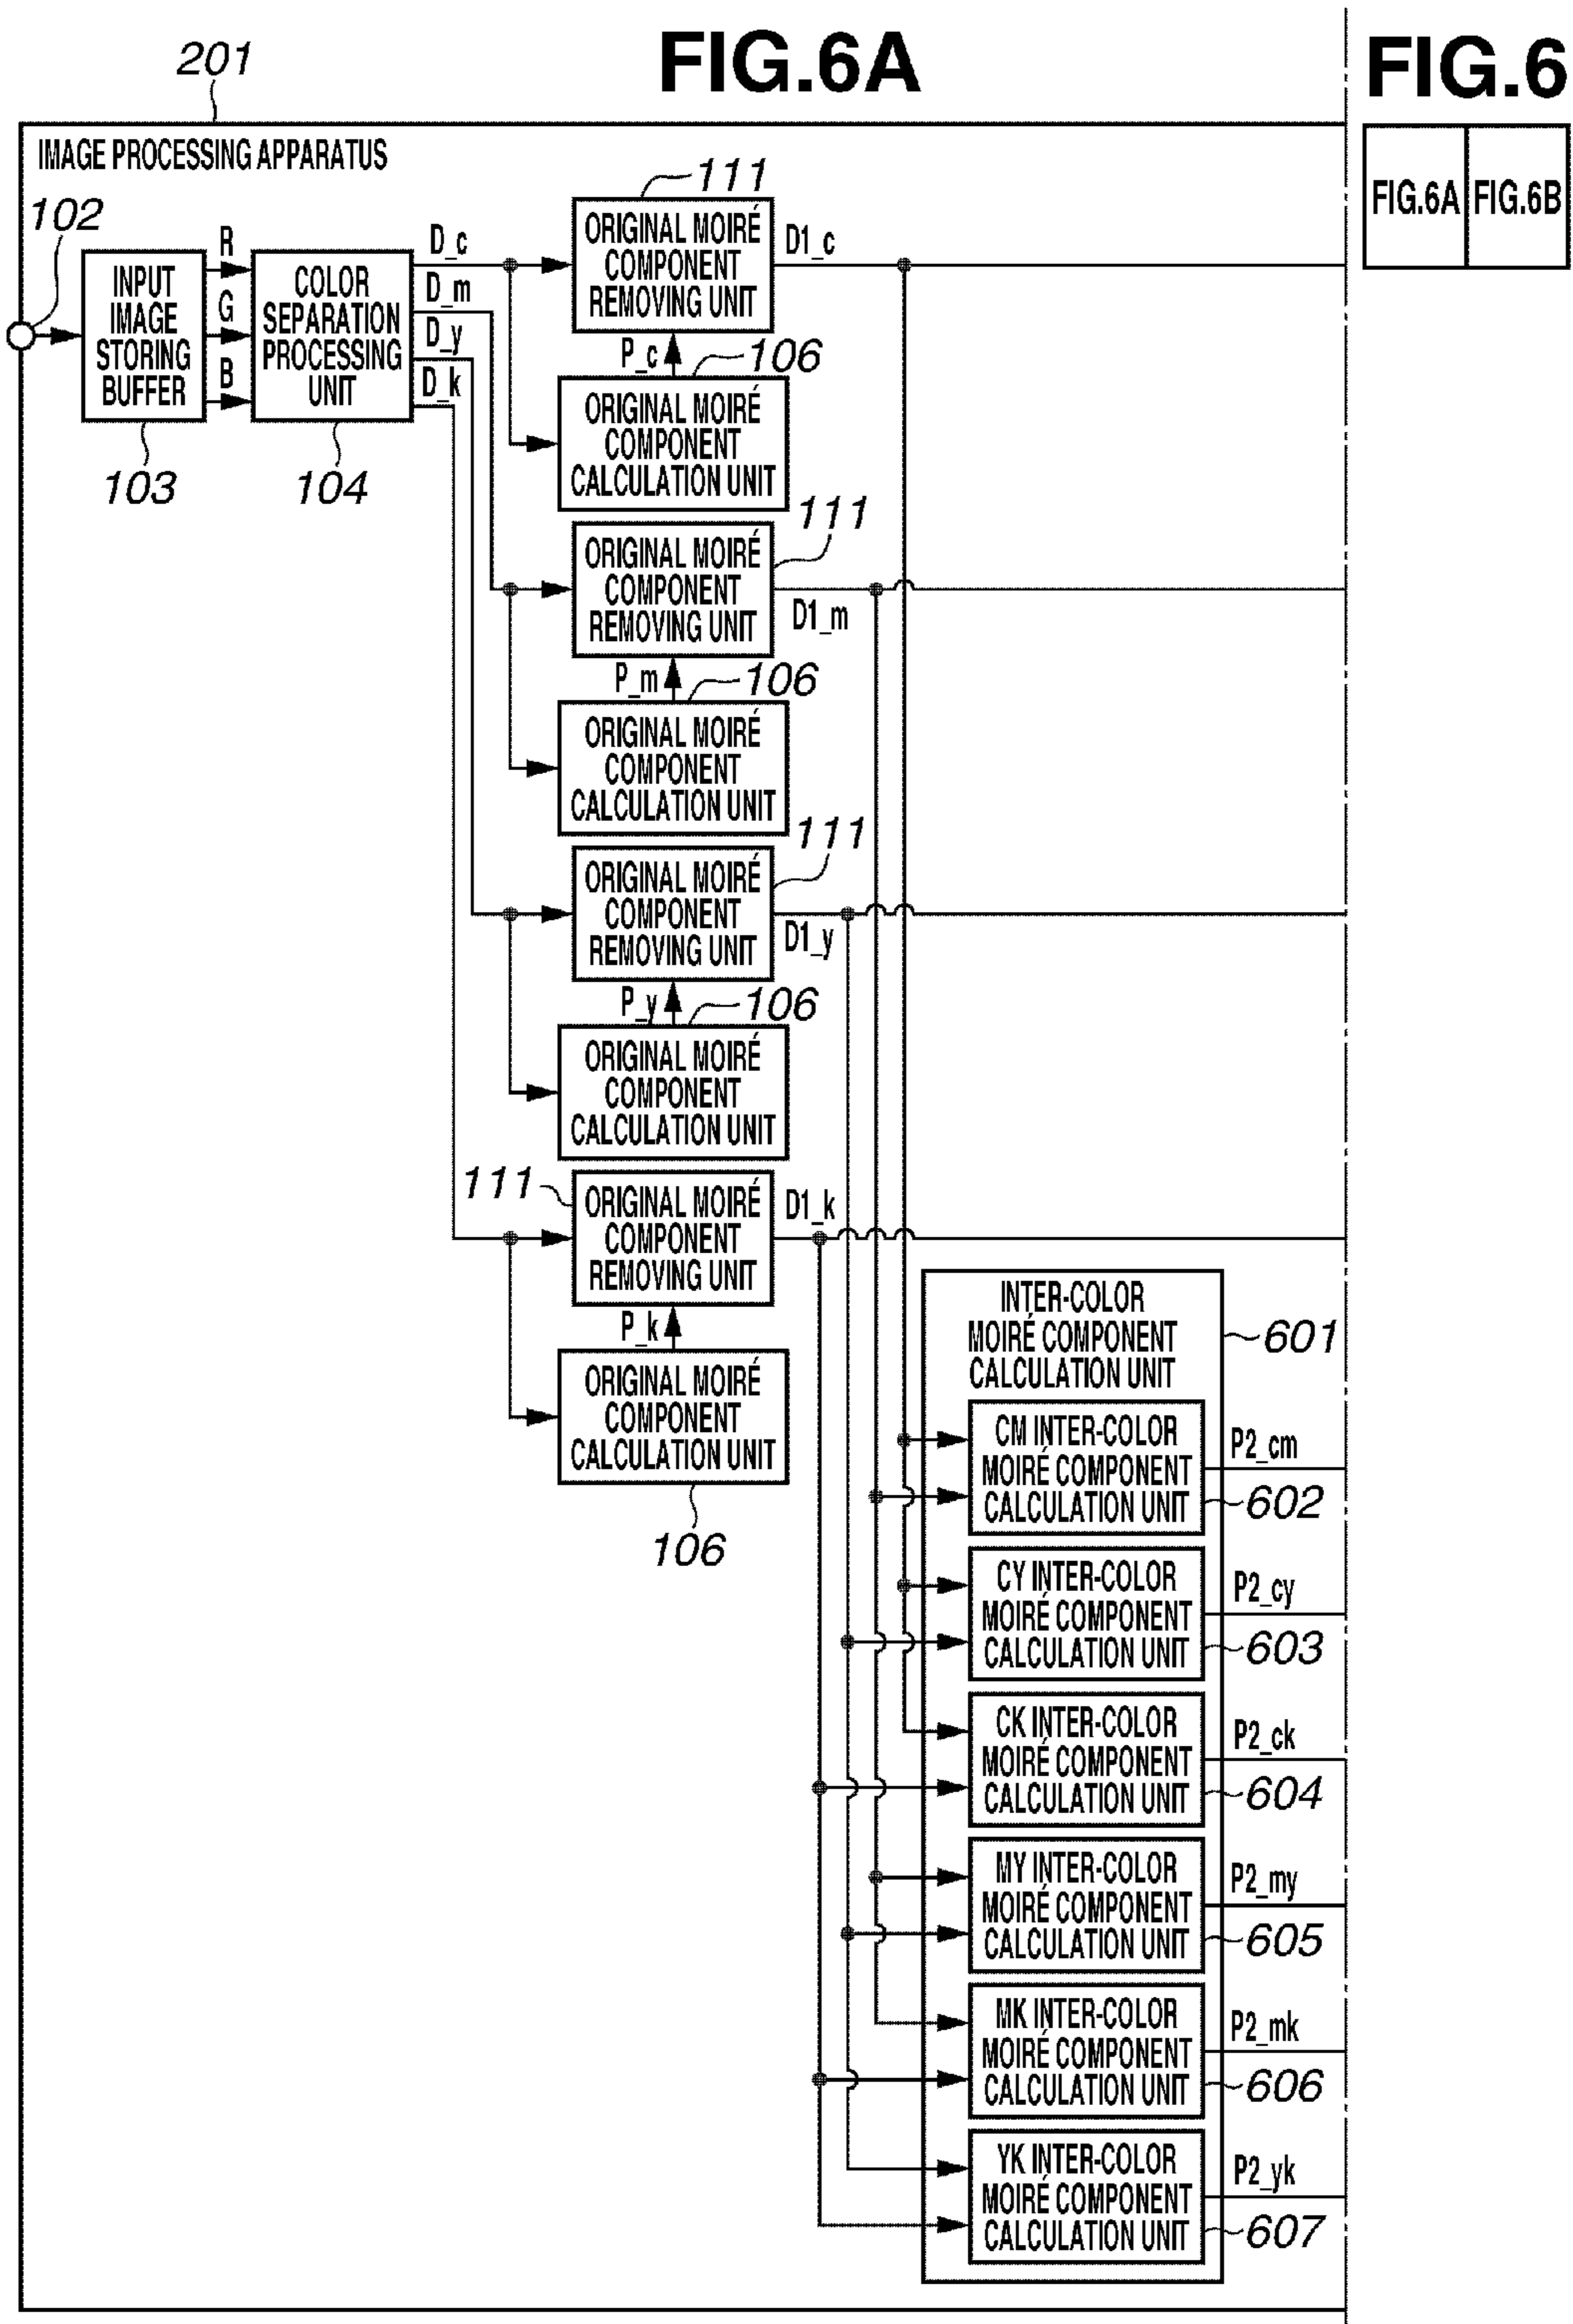 FIG.6A
FIG.6
FIG.6A FIG.6B
201
IMAGE PROCESSING APPARATUS
102
INPUT
IMAGE
STORING
BUFFER
103
R
G
B
COLOR
SEPARATION
PROCESSING
UNIT
104
D_c
D_m
D_y
D_k
111
ORIGINAL MOIRÉ
COMPONENT
REMOVING UNIT
D1_c
P_c
106
ORIGINAL MOIRÉ
COMPONENT
CALCULATION UNIT
111
ORIGINAL MOIRÉ
COMPONENT
REMOVING UNIT
D1_m
P_m
106
ORIGINAL MOIRÉ
COMPONENT
CALCULATION UNIT
111
ORIGINAL MOIRÉ
COMPONENT
REMOVING UNIT
D1_y
P_y
106
ORIGINAL MOIRÉ
COMPONENT
CALCULATION UNIT
111
ORIGINAL MOIRÉ
COMPONENT
REMOVING UNIT
D1_k
P_k
ORIGINAL MOIRÉ
COMPONENT
CALCULATION UNIT
106
INTER-COLOR
MOIRÉ COMPONENT
CALCULATION UNIT
601
CM INTER-COLOR
MOIRÉ COMPONENT
CALCULATION UNIT
P2_cm
602
CY INTER-COLOR
MOIRÉ COMPONENT
CALCULATION UNIT
P2_cy
603
CK INTER-COLOR
MOIRÉ COMPONENT
CALCULATION UNIT
P2_ck
604
MY INTER-COLOR
MOIRÉ COMPONENT
CALCULATION UNIT
P2_my
605
MK INTER-COLOR
MOIRÉ COMPONENT
CALCULATION UNIT
P2_mk
606
YK INTER-COLOR
MOIRÉ COMPONENT
CALCULATION UNIT
P2_yk
607